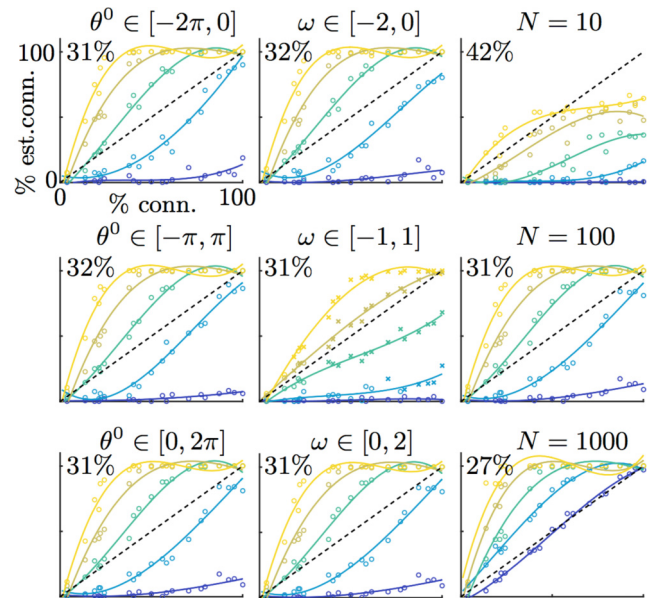 θ⁰ ∈ [-2π, 0] ω ∈ [-2, 0] N = 10
100 31% 32% 42%
% est.conn.
0
0 % conn. 100
θ⁰ ∈ [-π, π] ω ∈ [-1, 1] N = 100
32% 31% 31%
θ⁰ ∈ [0, 2π] ω ∈ [0, 2] N = 1000
31% 31% 27%